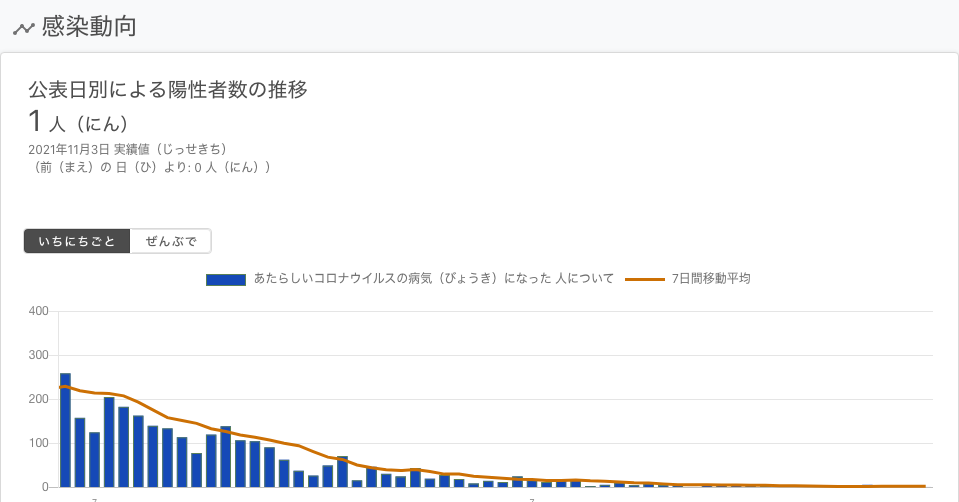 感染動向
公表日別による陽性者数の推移
1 人（にん）
2021年11月3日 実績値（じっせきち）
（前（まえ）の 日（ひ）より: 0 人（にん））
いちにちごと ぜんぶで
あたらしいコロナウイルスの病気（びょうき）になった 人について 7日間移動平均
400
300
200
100
0